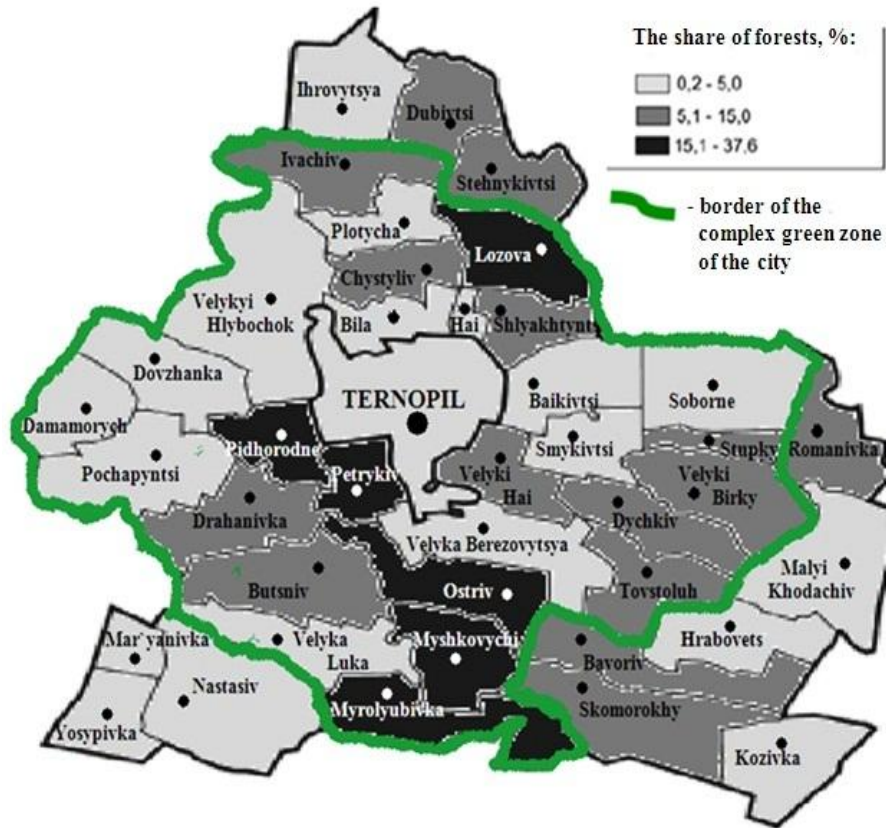 The share of forests, %:
0,2 - 5,0
5,1 - 15,0
15,1 - 37,6
- border of the
complex green zone
of the city
Ihrovytsya
Dubivtsi
Ivachiv
Stehnykivtsi
Plotycha
Lozova
Chystyliv
Velykyi
Hlybochok
Bila
Hai
Shlyakhtynts
Dovzhanka
TERNOPIL
Baikivtsi
Soborne
Damamorych
Pidhorodne
Smykivtsi
Stupky
Romanivka
Pochapyntsi
Petrykiv
Velyki
Hai
Velyki
Birky
Drahanivka
Dychkiv
Velyka Berezovytsya
Malyi
Khodachiv
Butsniv
Ostriv
Tovstoluh
Mar`yanivka
Velyka
Luka
Myshkovychi
Bavoriv
Hrabovets
Nastasiv
Myrolyubivka
Skomorokhy
Yosypivka
Kozivka